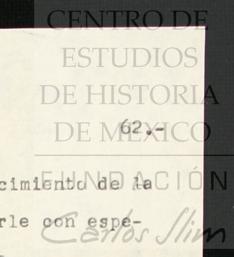 CENTRO DE
ESTUDIOS
DE HISTORIA
DE MÉXICO
62.-
FUNDACIÓN
cimiento de la
rle con espe-
Carlos Slim